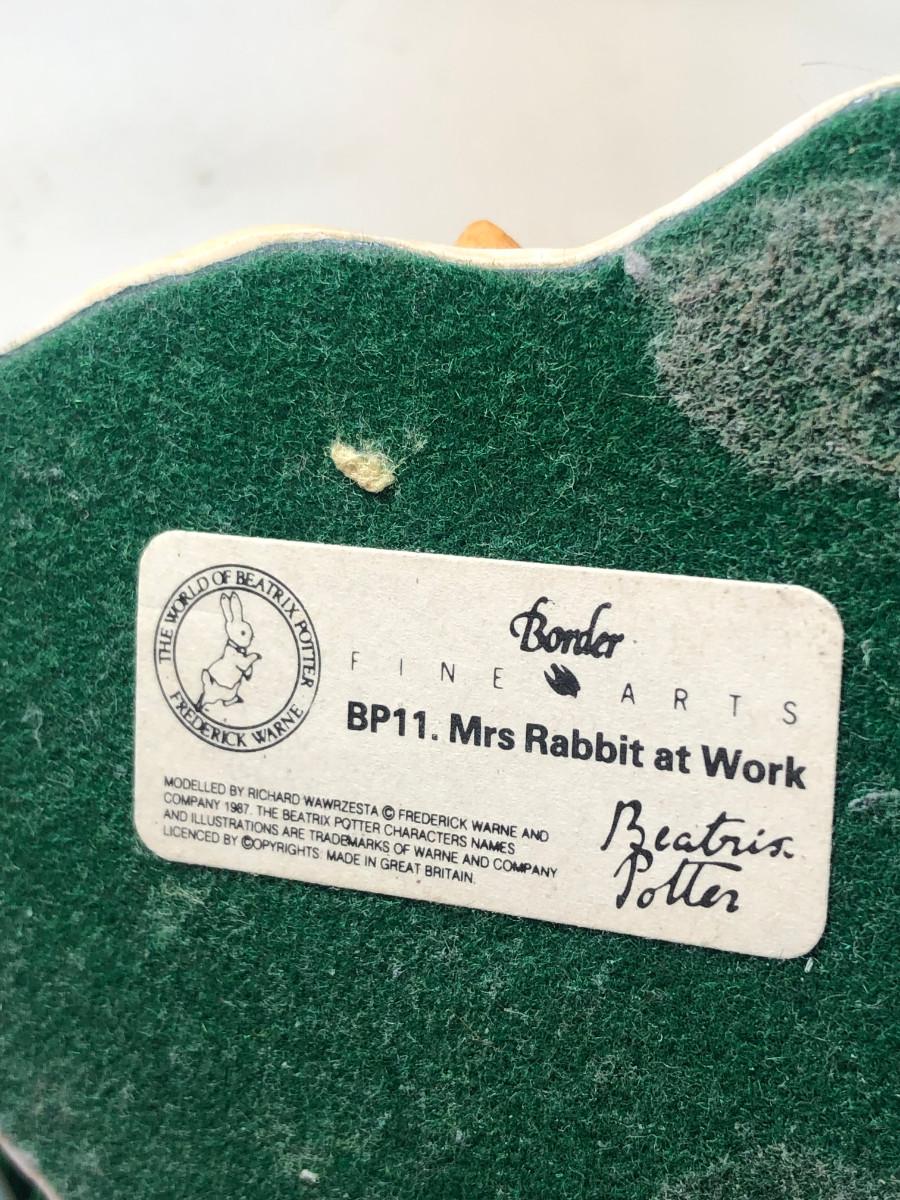 THE WORLD OF BEATRIX POTTER
FREDERICK WARNE
Border
FINE ARTS
BP11. Mrs Rabbit at Work
MODELLED BY RICHARD WAWRZESTA © FREDERICK WARNE AND
COMPANY 1987. THE BEATRIX POTTER CHARACTERS NAMES
AND ILLUSTRATIONS ARE TRADEMARKS OF WARNE AND COMPANY
LICENCED BY ©OPYRIGHTS. MADE IN GREAT BRITAIN.
Beatrix
Potter